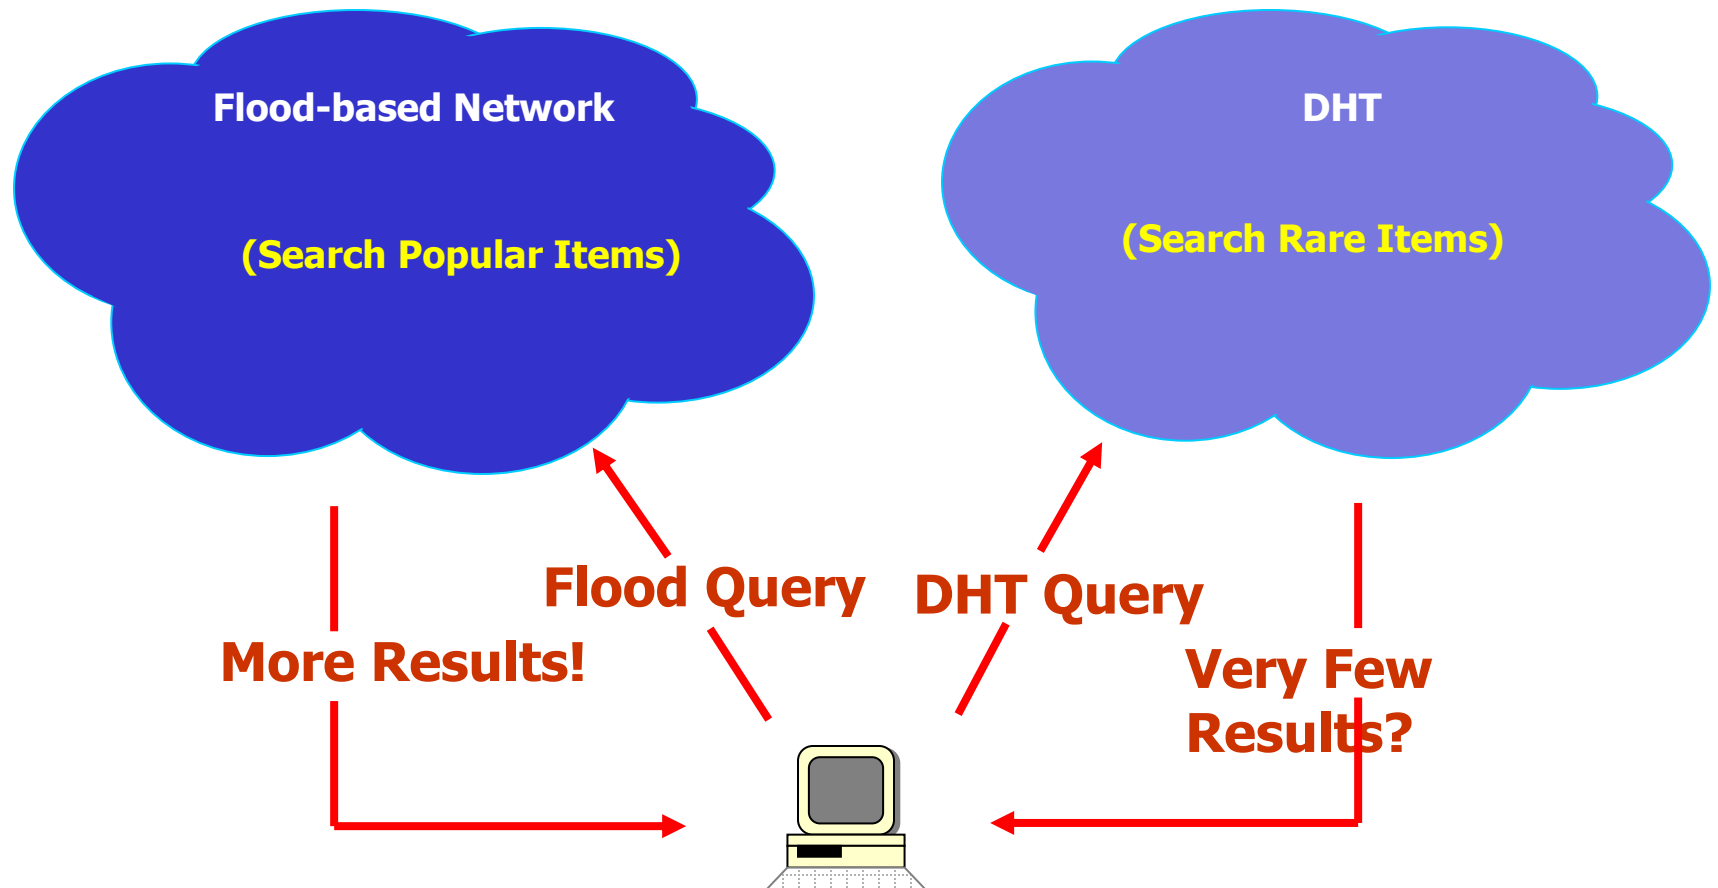 Flood-based Network
(Search Popular Items)
DHT
(Search Rare Items)
Flood Query
DHT Query
More Results!
Very Few
Results?